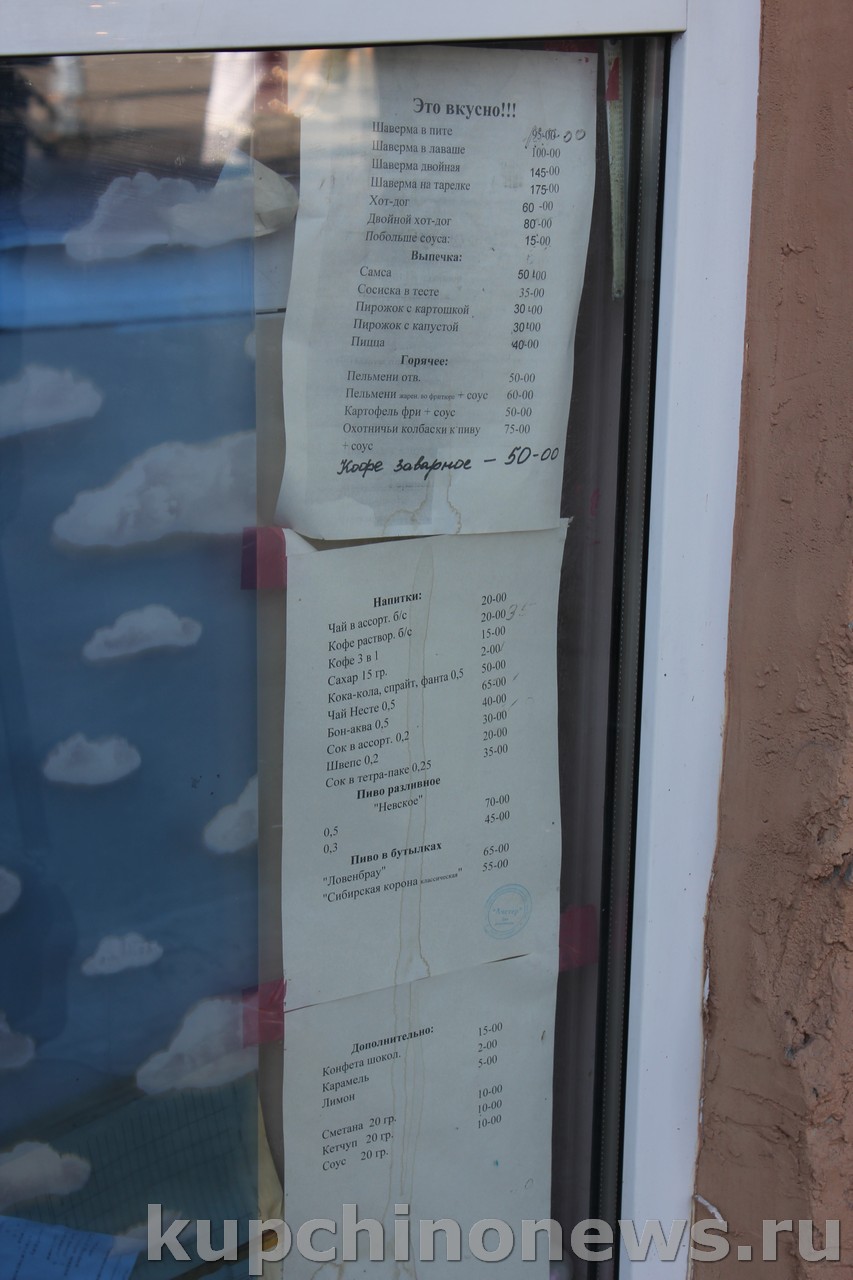 Это вкусно!!!
Шаверма в пите 00
Шаверма в лаваше 100-00
Шаверма двойная 145-00
Шаверма на тарелке 175-00
Хот-дог 60-00
Двойной хот-дог 80-00
Побольше соуса: 15-00
Выпечка:
Самса 50-00
Сосиска в тесте 35-00
Пирожок с картошкой 30-00
Пирожок с капустой 30-00
Пицца 40-00
Горячее:
Пельмени отв. 50-00
Пельмени жарен. во фритюре + соус 60-00
Картофель фри + соус 50-00
Охотничьи колбаски к пиву 75-00
+ соус
Кофе заварное - 50-00
Напитки:
Чай в ассорт. б/с 20-00
Кофе раствор. б/с 20-00 35
Кофе 3 в 1 15-00
Сахар 15 гр. 2-00
Кока-кола, спрайт, фанта 0,5 50-00
Чай Несте 0,5 65-00
Бон-аква 0,5 40-00
Сок в ассорт. 0,2 30-00
Швепс 0,2 20-00
Сок в тетра-паке 0,25 35-00
Пиво разливное
"Невское"
0,5 70-00
0,3 45-00
Пиво в бутылках
"Ловенбрау" 65-00
"Сибирская корона классическая" 55-00
Дополнительно:
Конфета шокол. 15-00
Карамель 2-00
Лимон 5-00
Сметана 20 гр. 10-00
Кетчуп 20 гр. 10-00
Соус 20 гр. 10-00
kupchinonews.ru